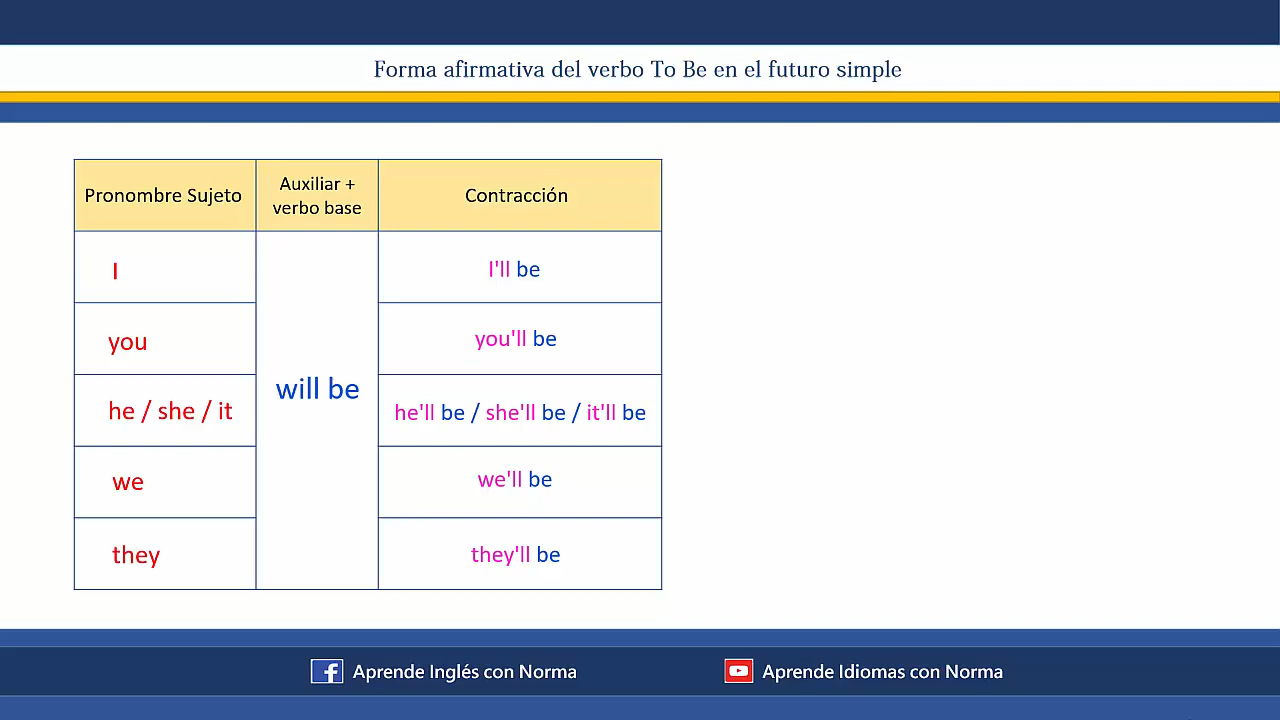 Forma afirmativa del verbo To Be en el futuro simple
Pronombre Sujeto
Auxiliar +
verbo base
Contracción
I
I'll be
you
you'll be
will be
he / she / it
he'll be / she'll be / it'll be
we
we'll be
they
they'll be
Aprende Inglés con Norma
Aprende Idiomas con Norma